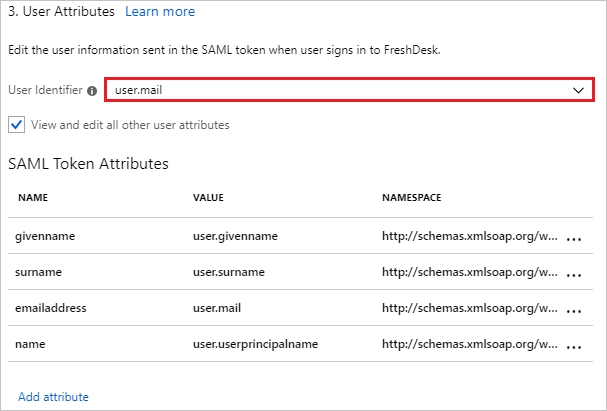 3. User Attributes Learn more
Edit the user information sent in the SAML token when user signs in to FreshDesk.
User Identifier user.mail
View and edit all other user attributes
SAML Token Attributes
NAME VALUE NAMESPACE
givenname user.givenname http://schemas.xmlsoap.org/w... ...
surname user.surname http://schemas.xmlsoap.org/w... ...
emailaddress user.mail http://schemas.xmlsoap.org/w... ...
name user.userprincipalname http://schemas.xmlsoap.org/w... ...
Add attribute